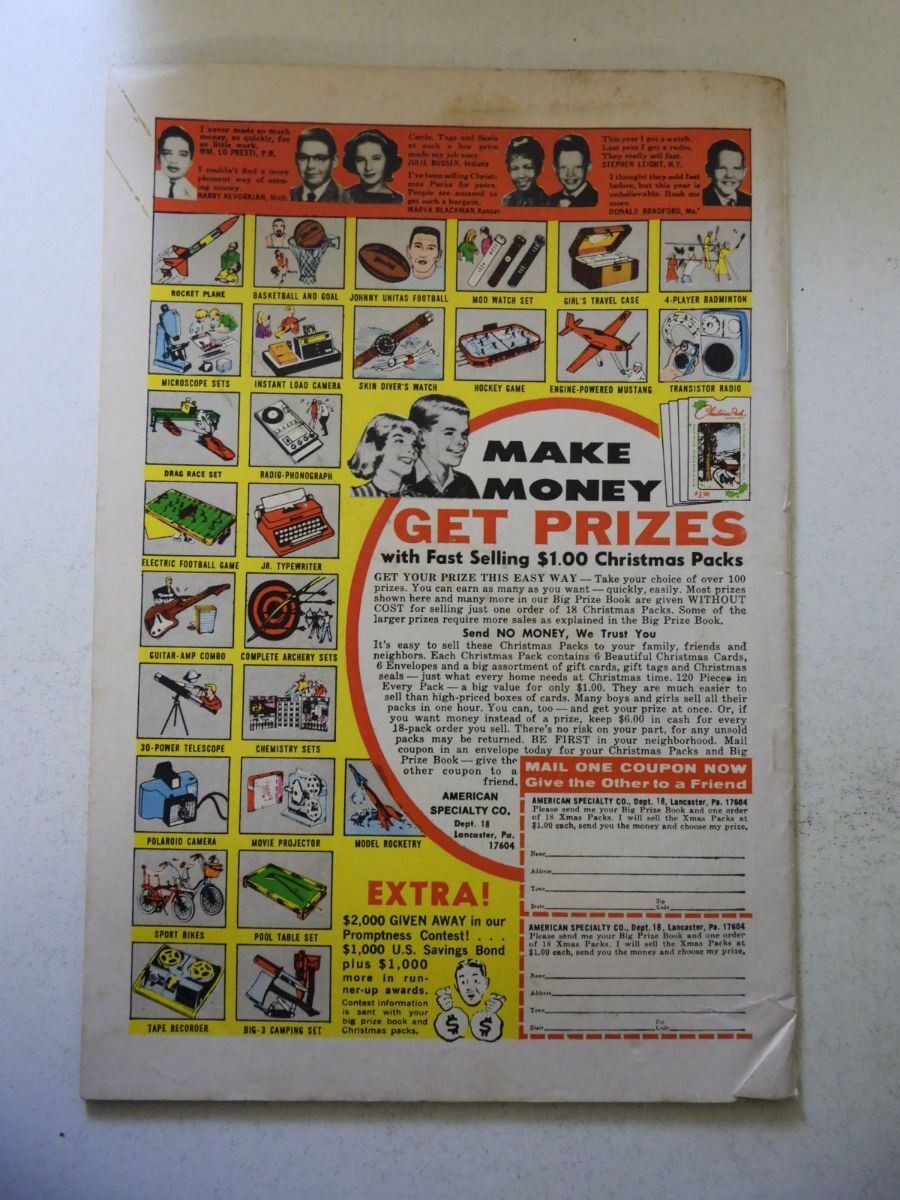 I never made so much
money, so quickly, for
so little work.
WM. LO PRESTI, P.R.
I couldn't find a more
pleasant way of earn-
ing money.
HARRY KEVORKIAN, Mich.
Cards, Tags and Seals
at such a low price
made my job easy.
JULIE BUSSEN, Indiana
I've been selling Christ-
mas Packs for years.
People are amazed to
get such a bargain.
MARVA BLACKMAN, Kansas
This year I got a watch.
Last year I got a radio.
They really sell fast.
STEPHEN LEIGHT, N.Y.
I thought they sold fast
before, but this year is
unbelievable. Rush me
more.
DONALD BRADFORD, Mo."
ROCKET PLANE
BASKETBALL AND GOAL
JOHNNY UNITAS FOOTBALL
MOD WATCH SET
GIRL'S TRAVEL CASE
4-PLAYER BADMINTON
MICROSCOPE SETS
INSTANT LOAD CAMERA
SKIN DIVER'S WATCH
HOCKEY GAME
ENGINE-POWERED MUSTANG
TRANSISTOR RADIO
DRAG RACE SET
RADIO-PHONOGRAPH
ELECTRIC FOOTBALL GAME
JR. TYPEWRITER
GUITAR-AMP COMBO
COMPLETE ARCHERY SETS
30-POWER TELESCOPE
CHEMISTRY SETS
POLAROID CAMERA
MOVIE PROJECTOR
MODEL ROCKETRY
SPORT BIKES
POOL TABLE SET
TAPE RECORDER
BIG-3 CAMPING SET
Christmas Pack
$1.00
MAKE
MONEY
GET PRIZES
with Fast Selling $1.00 Christmas Packs
GET YOUR PRIZE THIS EASY WAY — Take your choice of over 100
prizes. You can earn as many as you want — quickly, easily. Most prizes
shown here and many more in our Big Prize Book are given WITHOUT
COST for selling just one order of 18 Christmas Packs. Some of the
larger prizes require more sales as explained in the Big Prize Book.
Send NO MONEY, We Trust You
It's easy to sell these Christmas Packs to your family, friends and
neighbors. Each Christmas Pack contains 6 Beautiful Christmas Cards,
6 Envelopes and a big assortment of gift cards, gift tags and Christmas
seals — just what every home needs at Christmas time. 120 Pieces in
Every Pack — a big value for only $1.00. They are much easier to
sell than high-priced boxes of cards. Many boys and girls sell all their
packs in one hour. You can, too — and get your prize at once. Or, if
you want money instead of a prize, keep $6.00 in cash for every
18-pack order you sell. There's no risk on your part, for any unsold
packs may be returned. BE FIRST in your neighborhood. Mail
coupon in an envelope today for your Christmas Packs and Big
Prize Book — give the
other coupon to a
friend.
AMERICAN
SPECIALTY CO.
Dept. 18
Lancaster, Pa.
17604
EXTRA!
$2,000 GIVEN AWAY in our
Promptness Contest! . . .
$1,000 U.S. Savings Bond
plus $1,000
more in run-
ner-up awards.
Contest information
is sent with your
big prize book and
Christmas packs.
$ $
MAIL ONE COUPON NOW
Give the Other to a Friend
AMERICAN SPECIALTY CO., Dept. 18, Lancaster, Pa. 17604
Please send me your Big Prize Book and one order
of 18 Xmas Packs. I will sell the Xmas Packs at
$1.00 each, send you the money and choose my prize.
Name
Address
Town
State Zip Code
AMERICAN SPECIALTY CO., Dept. 18, Lancaster, Pa. 17604
Please send me your Big Prize Book and one order
of 18 Xmas Packs. I will sell the Xmas Packs at
$1.00 each, send you the money and choose my prize.
Name
Address
Town
State Zip Code